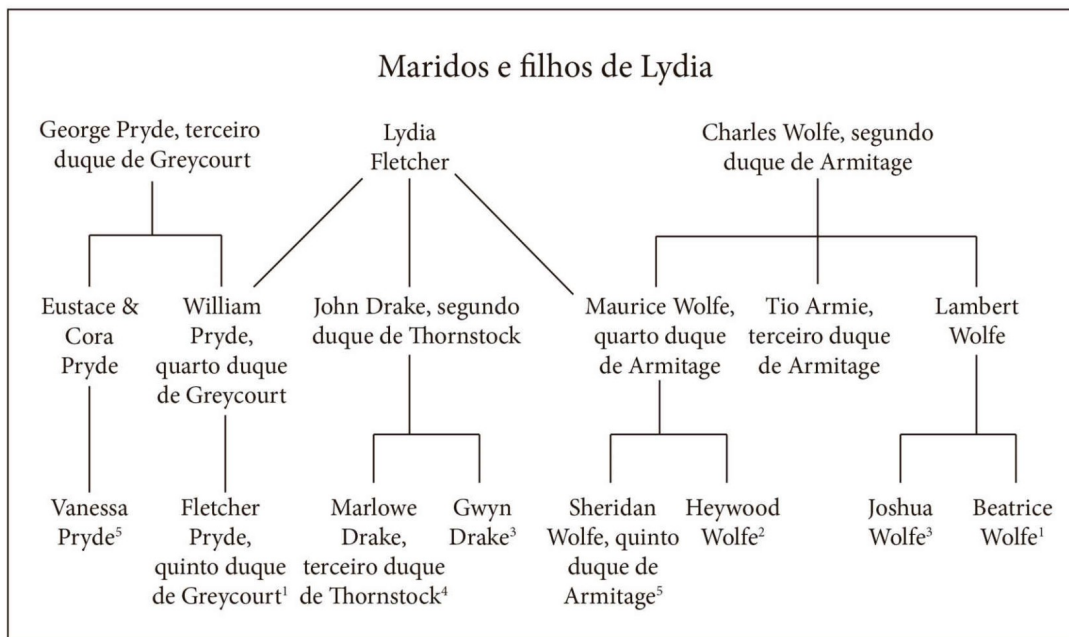 Maridos e filhos de Lydia
George Pryde, terceiro
duque de Greycourt
Lydia
Fletcher
Charles Wolfe, segundo
duque de Armitage
Eustace &
Cora
Pryde
William
Pryde,
quarto duque
de Greycourt
John Drake, segundo
duque de Thornstock
Maurice Wolfe,
quarto duque
de Armitage
Tio Armie,
terceiro duque
de Armitage
Lambert
Wolfe
Vanessa
Pryde⁵
Fletcher
Pryde,
quinto duque
de Greycourt¹
Marlowe
Drake,
terceiro duque
de Thornstock⁴
Gwyn
Drake³
Sheridan
Wolfe, quinto
duque de
Armitage⁵
Heywood
Wolfe²
Joshua
Wolfe³
Beatrice
Wolfe¹